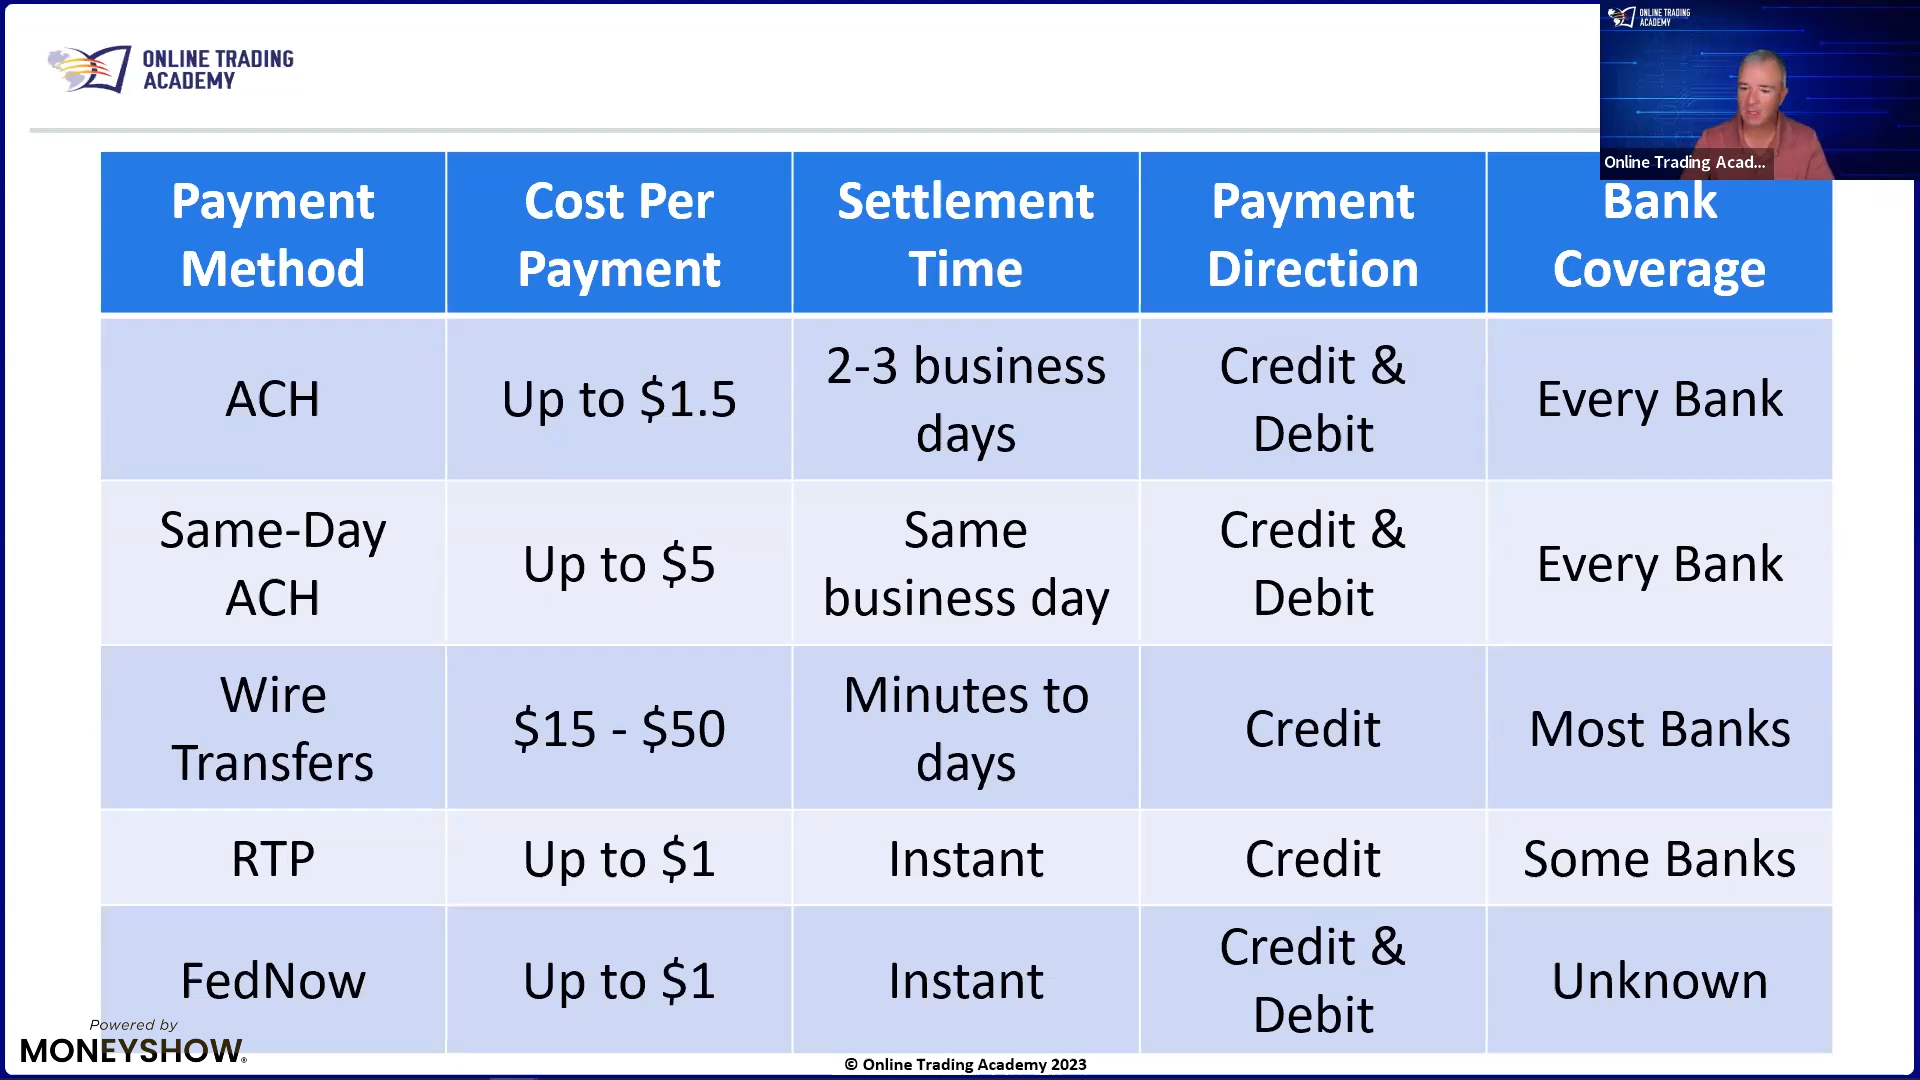 ONLINE TRADING
ACADEMY
ONLINE TRADING
ACADEMY
Online Trading Acad...
Payment
Method
Cost Per
Payment
Settlement
Time
Payment
Direction
Bank
Coverage
ACH
Up to $1.5
2-3 business
days
Credit &
Debit
Every Bank
Same-Day
ACH
Up to $5
Same
business day
Credit &
Debit
Every Bank
Wire
Transfers
$15 - $50
Minutes to
days
Credit
Most Banks
RTP
Up to $1
Instant
Credit
Some Banks
FedNow
Up to $1
Instant
Credit &
Debit
Unknown
Powered by
MONEYSHOW®
© Online Trading Academy 2023